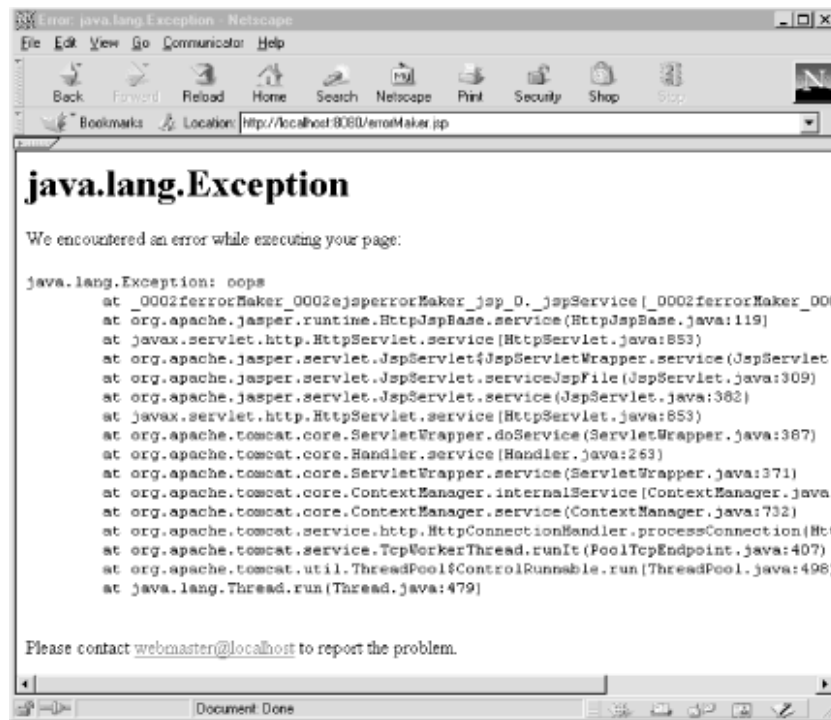 Error: java.lang.Exception - Netscape
File Edit View Go Communicator Help
Back Forward Reload Home Search Netscape Print Security Shop Stop
Bookmarks Location: http://localhost:8080/errorMaker.jsp
java.lang.Exception
We encountered an error while executing your page:
java.lang.Exception: oops
at _0002ferrorMaker_0002ejsperrorMaker_jsp_0._jspService(_0002ferrorMaker_000
at org.apache.jasper.runtime.HttpJspBase.service(HttpJspBase.java:119)
at javax.servlet.http.HttpServlet.service(HttpServlet.java:853)
at org.apache.jasper.servlet.JspServlet$JspServletWrapper.service(JspServlet.
at org.apache.jasper.servlet.JspServlet.serviceJspFile(JspServlet.java:309)
at org.apache.jasper.servlet.JspServlet.service(JspServlet.java:382)
at javax.servlet.http.HttpServlet.service(HttpServlet.java:853)
at org.apache.tomcat.core.ServletWrapper.doService(ServletWrapper.java:387)
at org.apache.tomcat.core.Handler.service(Handler.java:263)
at org.apache.tomcat.core.ServletWrapper.service(ServletWrapper.java:371)
at org.apache.tomcat.core.ContextManager.internalService(ContextManager.java
at org.apache.tomcat.core.ContextManager.service(ContextManager.java:732)
at org.apache.tomcat.service.http.HttpConnectionHandler.processConnection(Htt
at org.apache.tomcat.service.TcpWorkerThread.runIt(PoolTcpEndpoint.java:407)
at org.apache.tomcat.util.ThreadPool$ControlRunnable.run(ThreadPool.java:498)
at java.lang.Thread.run(Thread.java:479)
Please contact webmaster@localhost to report the problem.
Document: Done